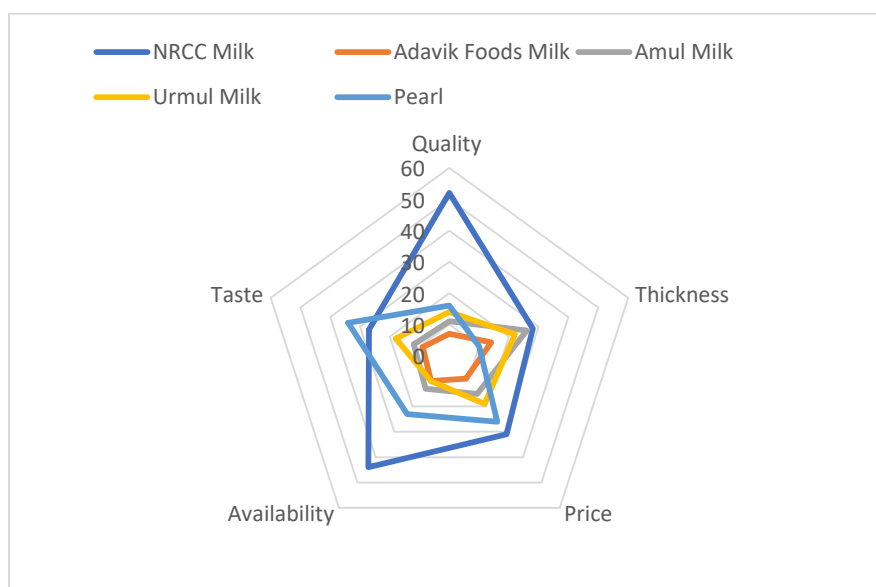 NRCC Milk Adavik Foods Milk Amul Milk
Urmul Milk Pearl
Quality
60
50
40
30
20
10
0
Taste
Thickness
Availability
Price